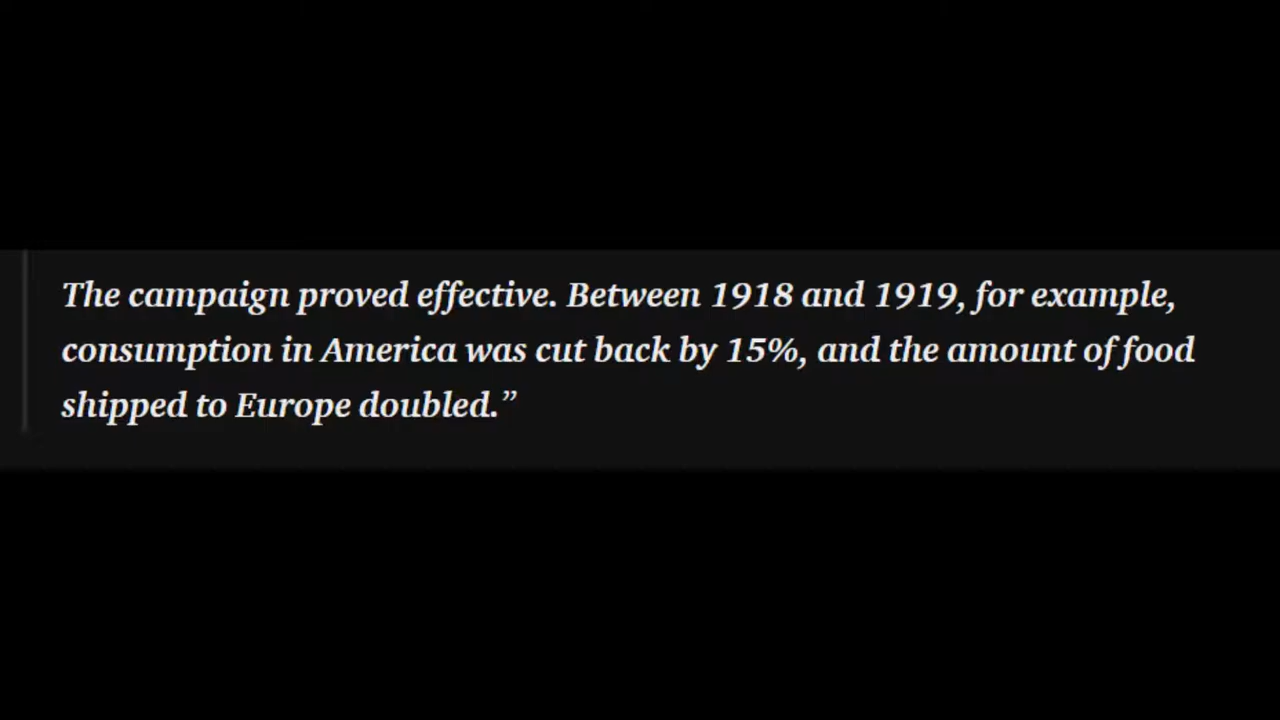 The campaign proved effective. Between 1918 and 1919, for example,
consumption in America was cut back by 15%, and the amount of food
shipped to Europe doubled.”